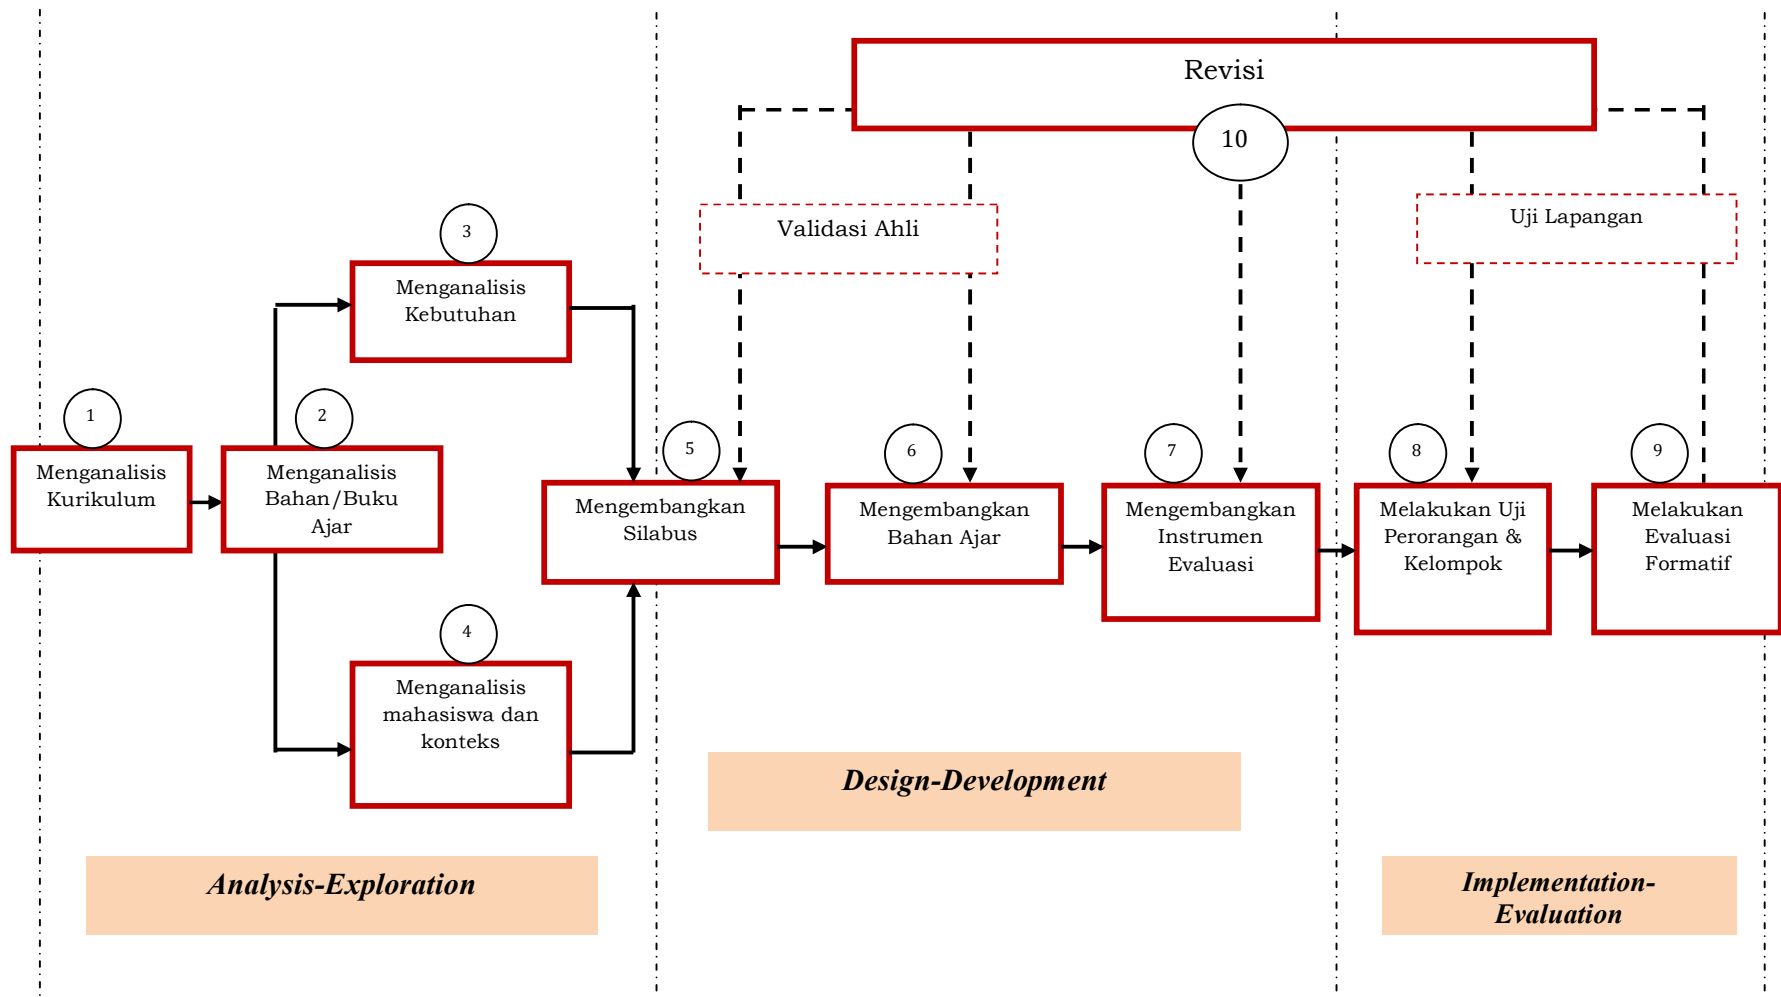 Revisi
10
Validasi Ahli
Uji Lapangan
1
Menganalisis
Kurikulum
2
Menganalisis
Bahan/Buku
Ajar
3
Menganalisis
Kebutuhan
4
Menganalisis
mahasiswa dan
konteks
5
Mengembangkan
Silabus
6
Mengembangkan
Bahan Ajar
7
Mengembangkan
Instrumen
Evaluasi
8
Melakukan Uji
Perorangan &
Kelompok
9
Melakukan
Evaluasi
Formatif
Analysis-Exploration
Design-Development
Implementation-
Evaluation